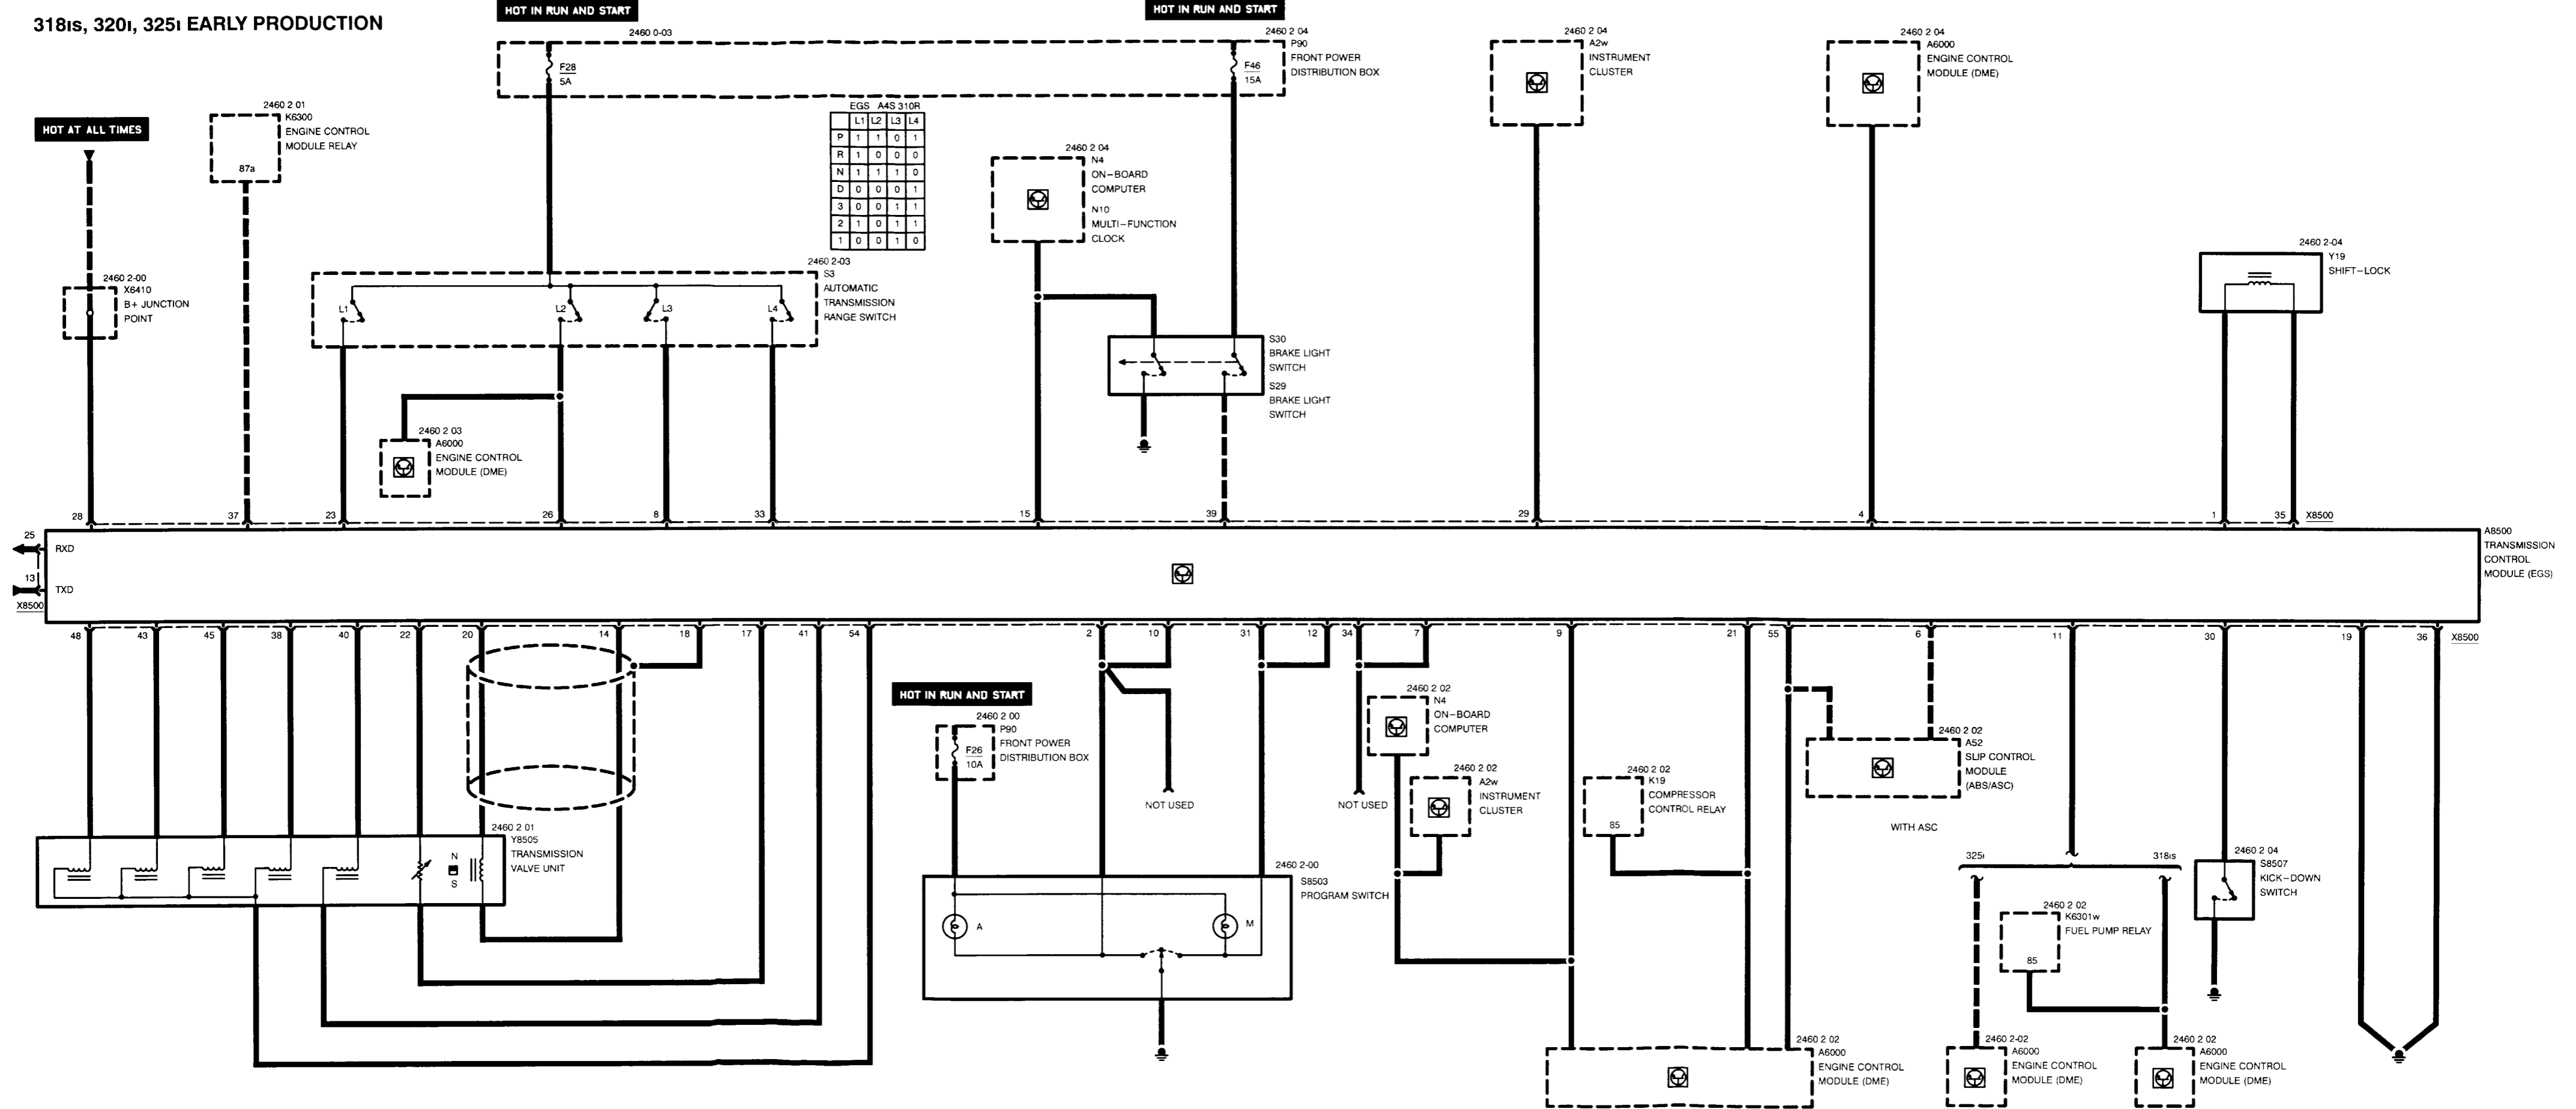 318is, 320i, 325i EARLY PRODUCTION
HOT IN RUN AND START
HOT IN RUN AND START
2460 0-03
F28
5A
2460 2 04
P90
FRONT POWER
DISTRIBUTION BOX
F46
15A
2460 2 04
A2w
INSTRUMENT
CLUSTER
2460 2 04
A6000
ENGINE CONTROL
MODULE (DME)
HOT AT ALL TIMES
2460 2 01
K6300
ENGINE CONTROL
MODULE RELAY
87a
EGS A4S 310R
L1 L2 L3 L4
P 1 1 0 1
R 1 0 0 0
N 1 1 1 0
D 0 0 0 1
3 0 0 1 1
2 1 0 1 1
1 0 0 1 0
2460 2 04
N4
ON-BOARD
COMPUTER
N10
MULTI-FUNCTION
CLOCK
2460 2-04
Y19
SHIFT-LOCK
2460 2-00
X6410
B+ JUNCTION
POINT
2460 2-03
S3
AUTOMATIC
TRANSMISSION
RANGE SWITCH
L1 L2 L3 L4
S30
BRAKE LIGHT
SWITCH
S29
BRAKE LIGHT
SWITCH
2460 2 03
A6000
ENGINE CONTROL
MODULE (DME)
28 37 23 26 8 33 15 39 29 4 1 35 X8500
25 RXD
13 TXD
X8500
A8500
TRANSMISSION
CONTROL
MODULE (EGS)
48 43 45 38 40 22 20 14 18 17 41 54 2 10 31 12 34 7 9 21 55 6 11 30 19 36 X8500
HOT IN RUN AND START
2460 2 00
P90
FRONT POWER
DISTRIBUTION BOX
F26
10A
NOT USED
NOT USED
2460 2 02
N4
ON-BOARD
COMPUTER
2460 2 02
A2w
INSTRUMENT
CLUSTER
2460 2 02
K19
COMPRESSOR
CONTROL RELAY
85
2460 2 02
A52
SLIP CONTROL
MODULE
(ABS/ASC)
WITH ASC
2460 2 01
Y8505
TRANSMISSION
VALVE UNIT
N
S
2460 2-00
S8503
PROGRAM SWITCH
A
M
325i
318is
2460 2 04
S8507
KICK-DOWN
SWITCH
2460 2 02
K6301w
FUEL PUMP RELAY
85
2460 2 02
A6000
ENGINE CONTROL
MODULE (DME)
2460 2-02
A6000
ENGINE CONTROL
MODULE (DME)
2460 2 02
A6000
ENGINE CONTROL
MODULE (DME)